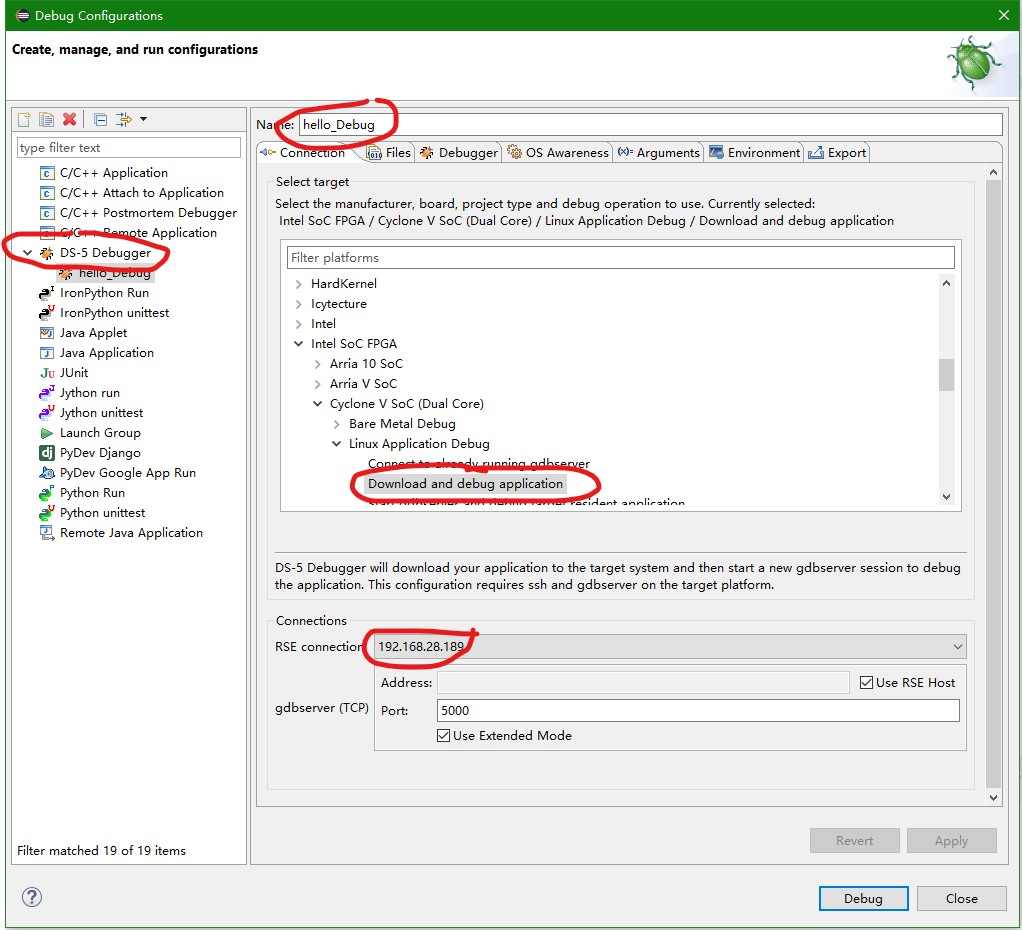 Debug Configurations
Create, manage, and run configurations
type filter text
C/C++ Application
C/C++ Attach to Application
C/C++ Postmortem Debugger
C/C++ Remote Application
DS-5 Debugger
hello_Debug
IronPython Run
IronPython unittest
Java Applet
Java Application
JUnit
Jython run
Jython unittest
Launch Group
PyDev Django
PyDev Google App Run
Python Run
Python unittest
Remote Java Application
Filter matched 19 of 19 items
Name: hello_Debug
Connection Files Debugger OS Awareness Arguments Environment Export
Select target
Select the manufacturer, board, project type and debug operation to use. Currently selected:
Intel SoC FPGA / Cyclone V SoC (Dual Core) / Linux Application Debug / Download and debug application
Filter platforms
HardKernel
Icytecture
Intel
Intel SoC FPGA
Arria 10 SoC
Arria V SoC
Cyclone V SoC (Dual Core)
Bare Metal Debug
Linux Application Debug
Connect to already running gdbserver
Download and debug application
Start gdbserver and debug target resident application
DS-5 Debugger will download your application to the target system and then start a new gdbserver session to debug
the application. This configuration requires ssh and gdbserver on the target platform.
Connections
RSE connection 192.168.28.189
gdbserver (TCP)
Address: Use RSE Host
Port: 5000
Use Extended Mode
Revert Apply
Debug Close